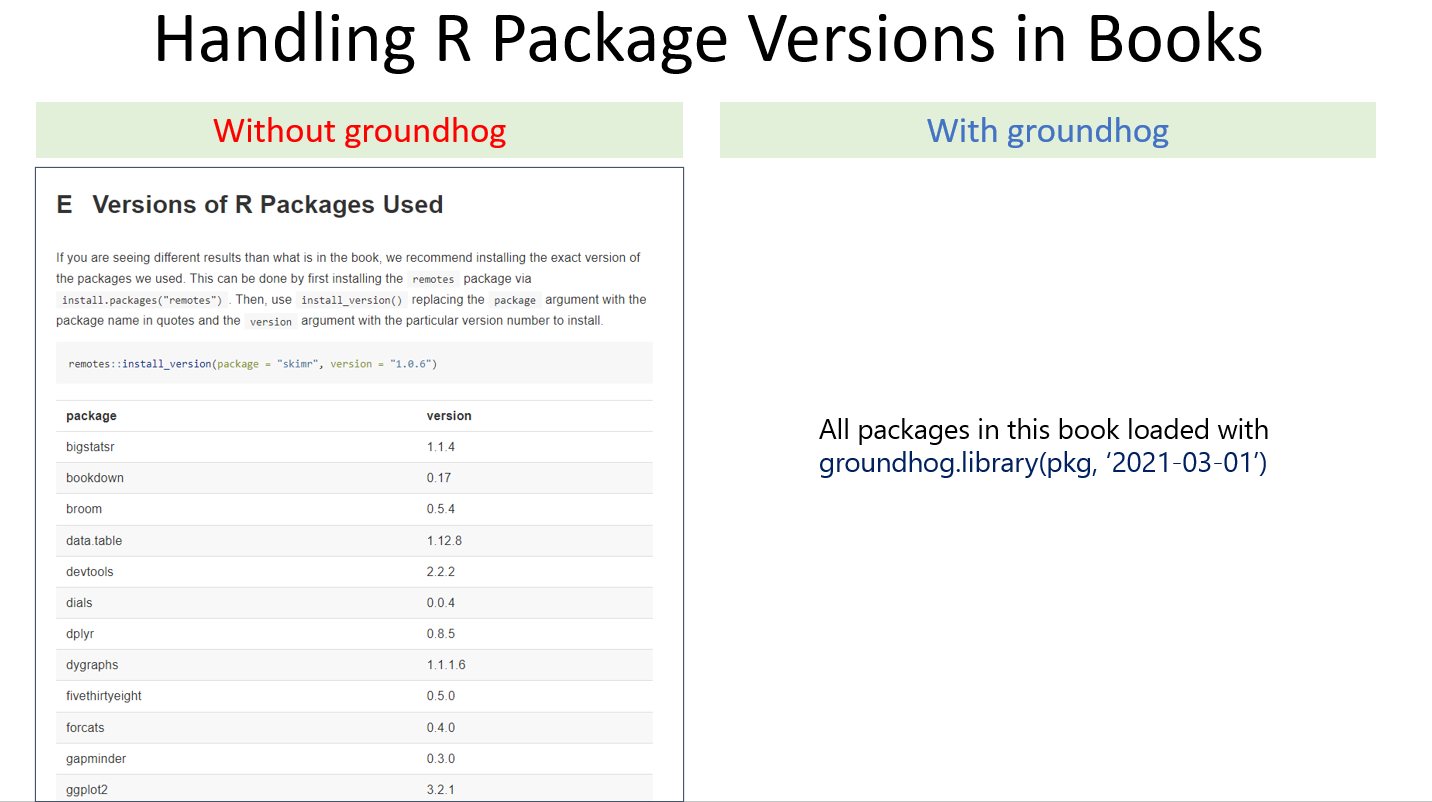 Handling R Package Versions in Books
Without groundhog
E Versions of R Packages Used
If you are seeing different results than what is in the book, we recommend installing the exact version of
the packages we used. This can be done by first installing the remotes package via
install.packages("remotes") . Then, use install_version() replacing the package argument with the
package name in quotes and the version argument with the particular version number to install.
remotes::install_version(package = "skimr", version = "1.0.6")
package version
bigstatsr 1.1.4
bookdown 0.17
broom 0.5.4
data.table 1.12.8
devtools 2.2.2
dials 0.0.4
dplyr 0.8.5
dygraphs 1.1.1.6
fivethirtyeight 0.5.0
forcats 0.4.0
gapminder 0.3.0
ggplot2 3.2.1
With groundhog
All packages in this book loaded with
groundhog.library(pkg, ‘2021-03-01’)